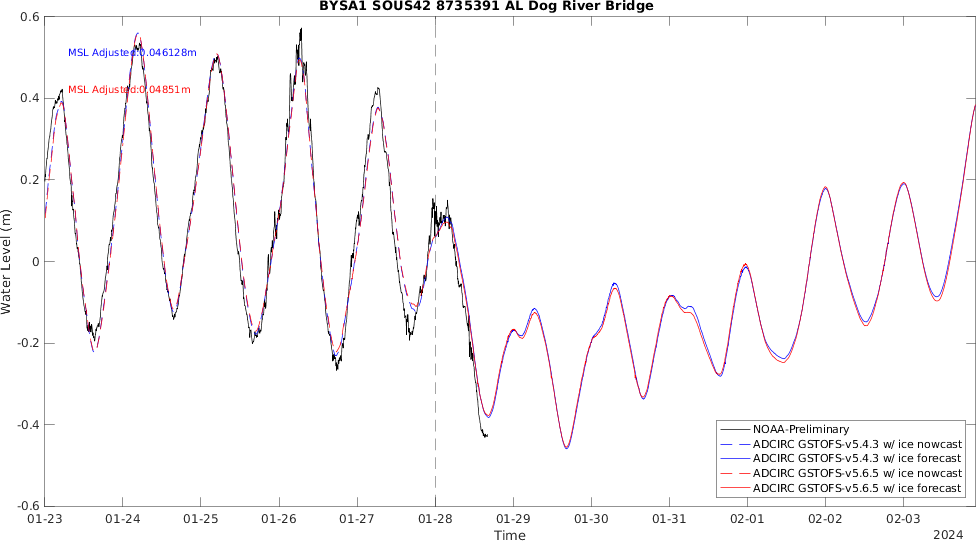 BYSA1 SOUS42 8735391 AL Dog River Bridge
MSL Adjusted:0.046128m
MSL Adjusted:0.04851m
Water Level (m)
0.6
0.4
0.2
0
-0.2
-0.4
-0.6
NOAA-Preliminary
ADCIRC GSTOFS-v5.4.3 w/ ice nowcast
ADCIRC GSTOFS-v5.4.3 w/ ice forecast
ADCIRC GSTOFS-v5.6.5 w/ ice nowcast
ADCIRC GSTOFS-v5.6.5 w/ ice forecast
01-23 01-24 01-25 01-26 01-27 01-28 01-29 01-30 01-31 02-01 02-02 02-03
Time
2024